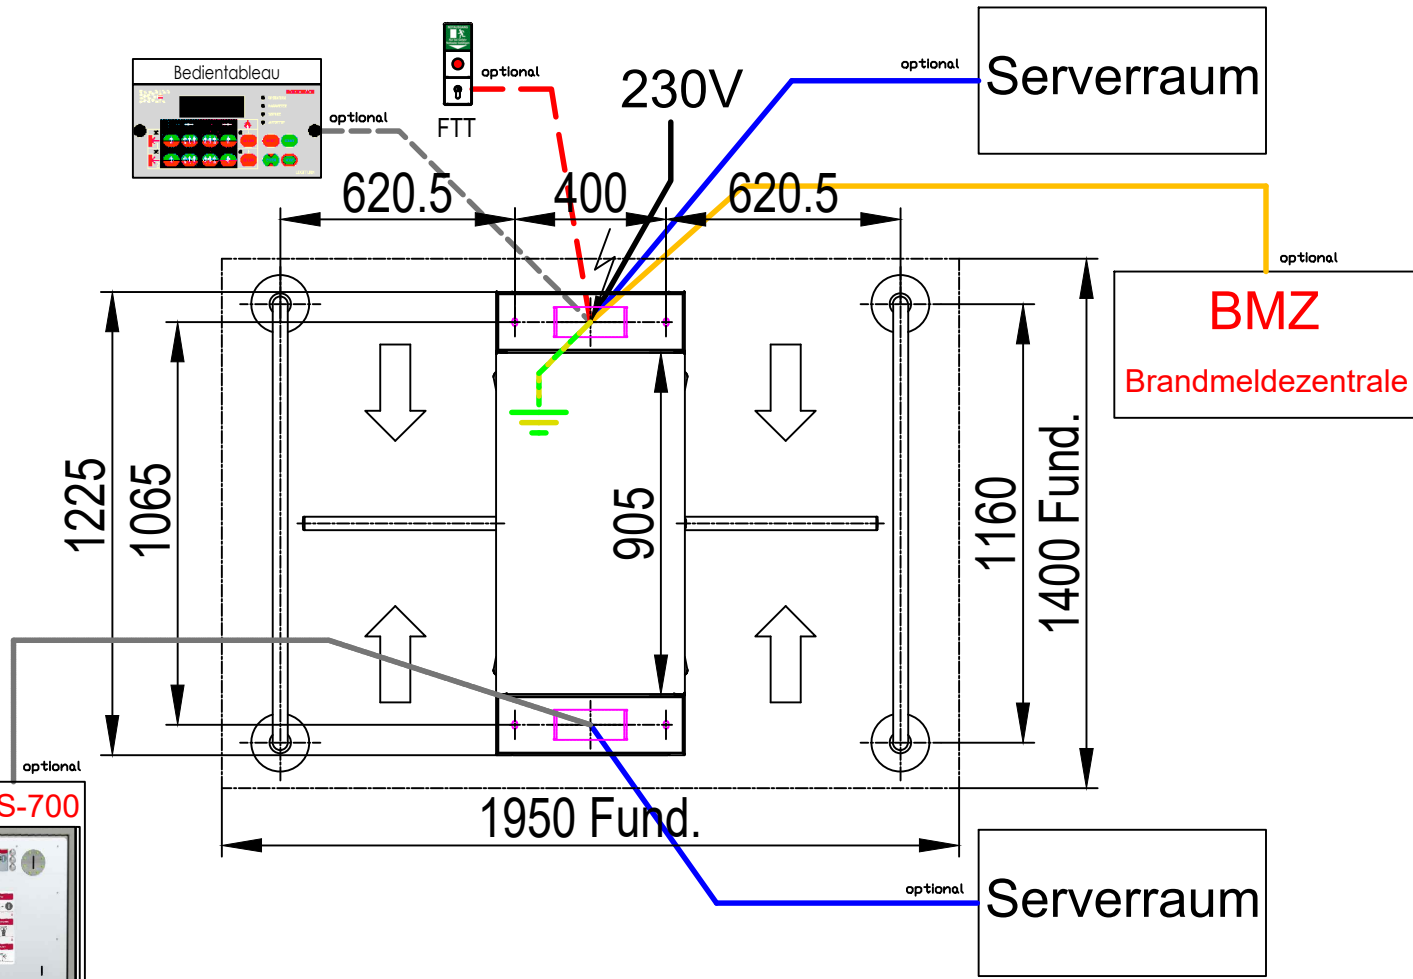 Serverraum
optional
230V
optional
FTT
Bedientableau
optional
620.5
400
620.5
optional
BMZ
Brandmeldezentrale
1225
1065
905
1160
1400 Fund.
optional
S-700
1950 Fund.
optional
Serverraum